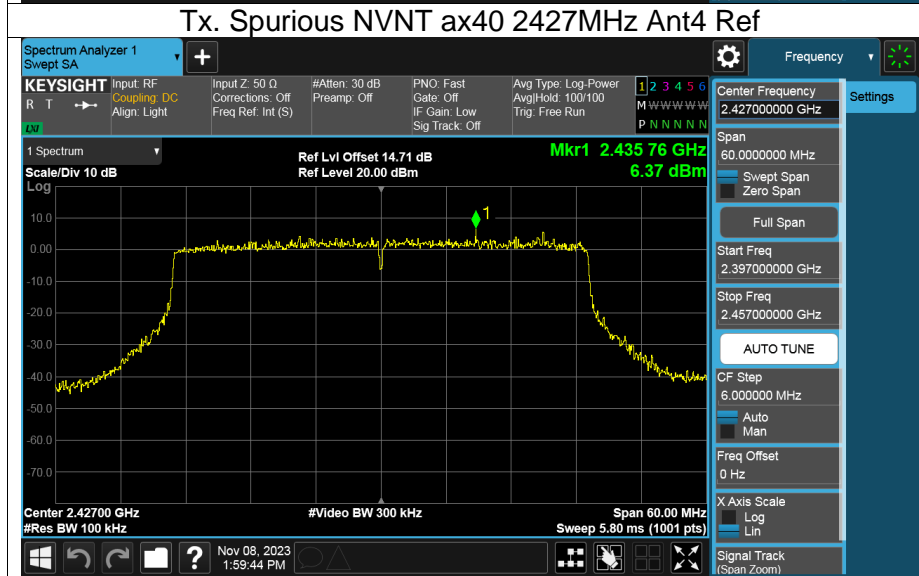 Tx. Spurious NVNT ax40 2427MHz Ant4 Ref
Spectrum Analyzer 1
Swept SA
Frequency
KEYSIGHT
R T
LXI
Input: RF
Coupling: DC
Align: Light
Input Z: 50 Ω
Corrections: Off
Freq Ref: Int (S)
#Atten: 30 dB
Preamp: Off
PNO: Fast
Gate: Off
IF Gain: Low
Sig Track: Off
Avg Type: Log-Power
Avg|Hold: 100/100
Trig: Free Run
1 2 3 4 5 6
M W W W W W
P N N N N N
1 Spectrum
Scale/Div 10 dB
Ref Lvl Offset 14.71 dB
Ref Level 20.00 dBm
Mkr1 2.435 76 GHz
6.37 dBm
Log
10.0
0.00
-10.0
-20.0
-30.0
-40.0
-50.0
-60.0
-70.0
1
Center 2.42700 GHz
#Res BW 100 kHz
#Video BW 300 kHz
Span 60.00 MHz
Sweep 5.80 ms (1001 pts)
Nov 08, 2023
1:59:44 PM
Center Frequency
2.427000000 GHz
Settings
Span
60.0000000 MHz
Swept Span
Zero Span
Full Span
Start Freq
2.397000000 GHz
Stop Freq
2.457000000 GHz
AUTO TUNE
CF Step
6.000000 MHz
Auto
Man
Freq Offset
0 Hz
X Axis Scale
Log
Lin
Signal Track
(Span Zoom)